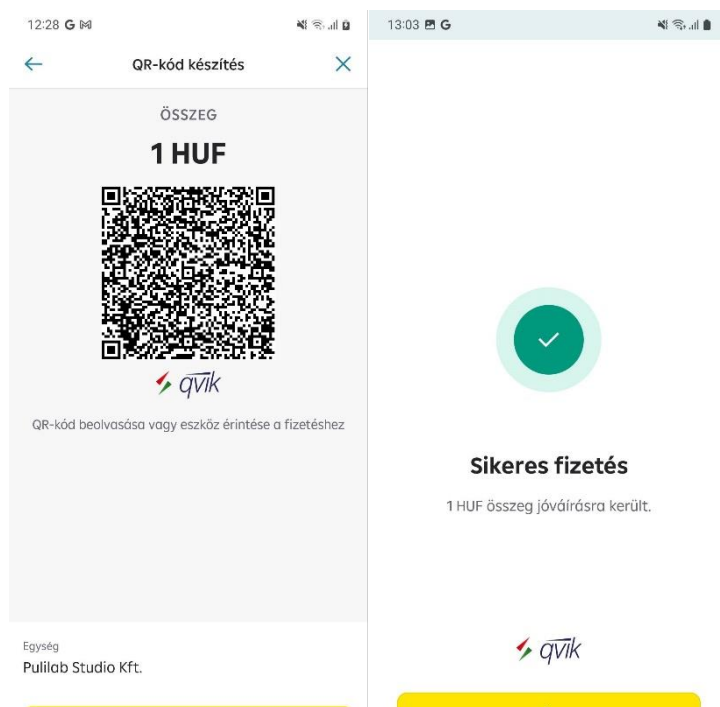 12:28 G M
QR-kód készítés
ÖSSZEG
1 HUF
qvik
QR-kód beolvasása vagy eszköz érintése a fizetéshez
Egység
Pulilab Studio Kft.
13:03 G
Sikeres fizetés
1 HUF összeg jóváírásra került.
qvik